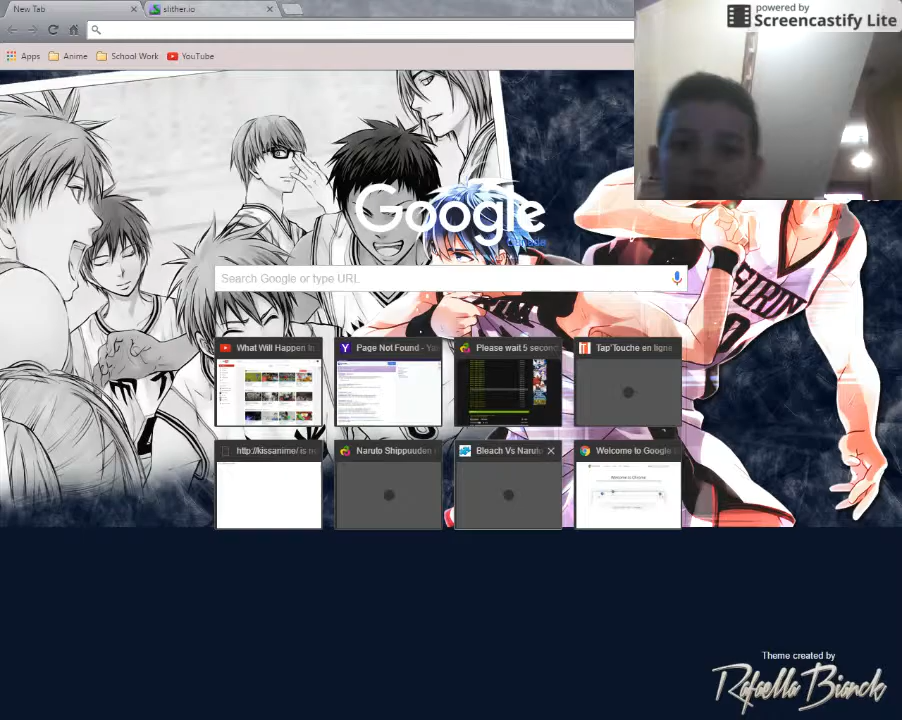 New Tab
slither.io
powered by
Screencastify Lite
Apps
Anime
School Work
YouTube
Google
Search Google or type URL
What Will Happen
Page Not Found - Ya
Please wait 5 second
Tap'Touche en ligne
http://kissanime/ is
Naruto Shippuuden
Bleach Vs Naruto
Welcome to Google
SEIRIN
Theme created by
Rafaella Bianck